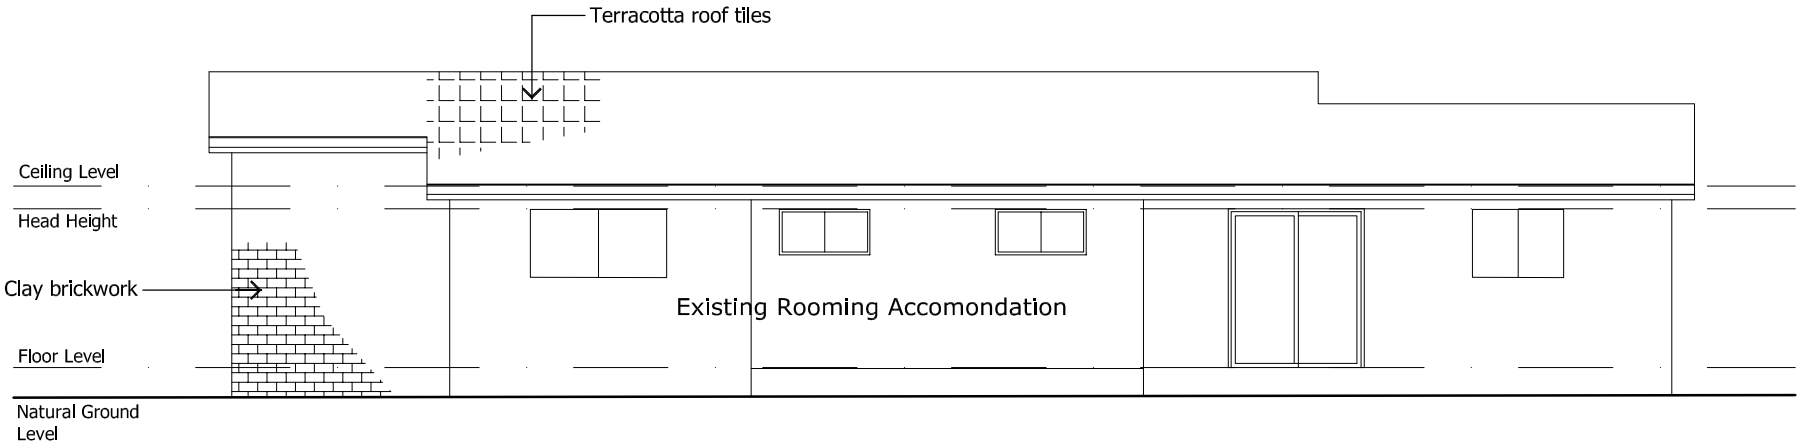 Terracotta roof tiles
Ceiling Level
Head Height
Clay brickwork
Existing Rooming Accomondation
Floor Level
Natural Ground
Level